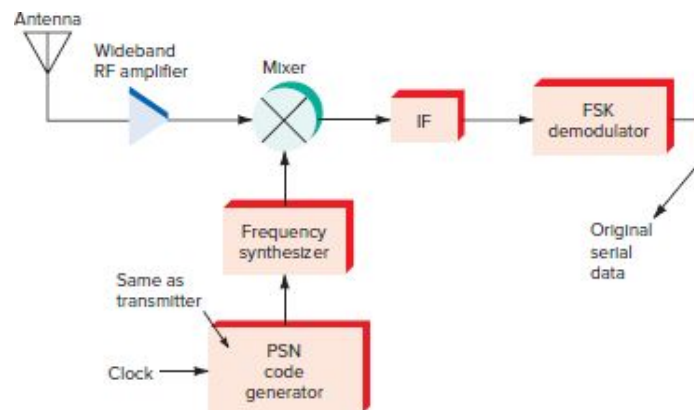 Antenna
Wideband
RF amplifier
Mixer
IF
FSK
demodulator
Frequency
synthesizer
Original
serial
data
Same as
transmitter
PSN
code
generator
Clock